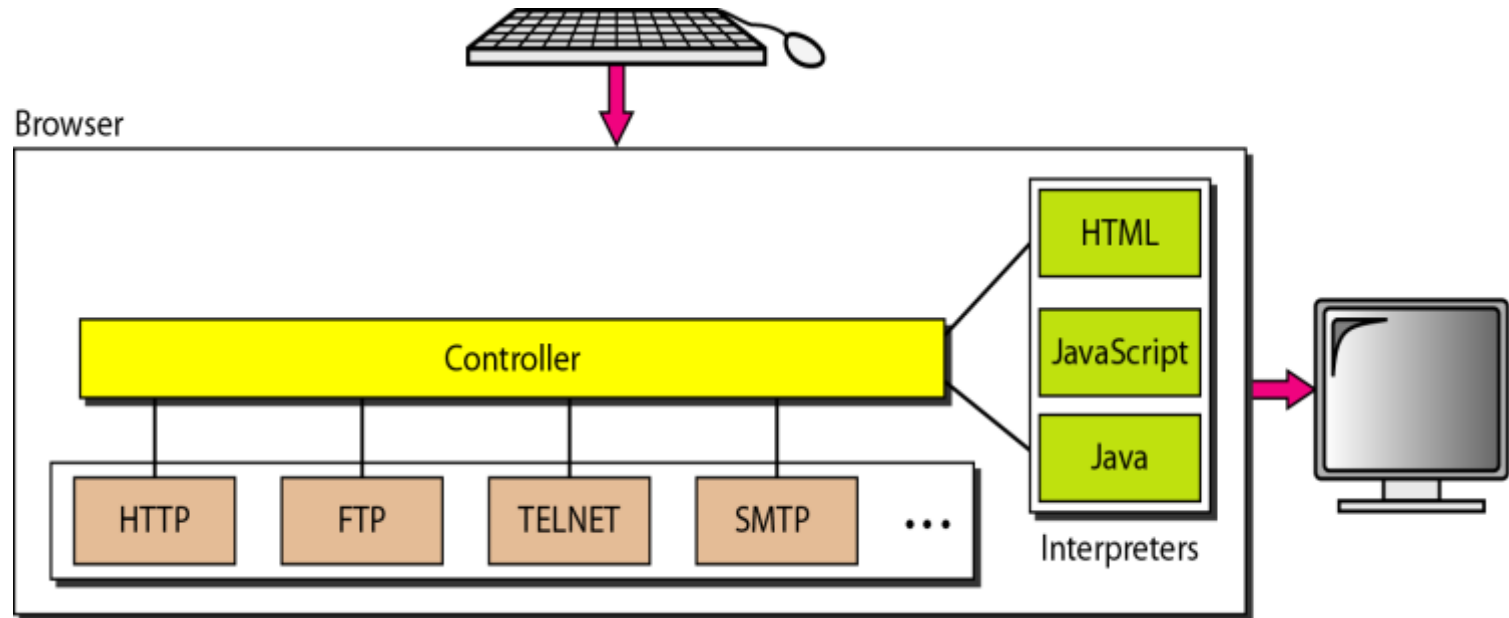 Browser
HTML
JavaScript
Controller
Java
HTTP
FTP
TELNET
SMTP
...
Interpreters